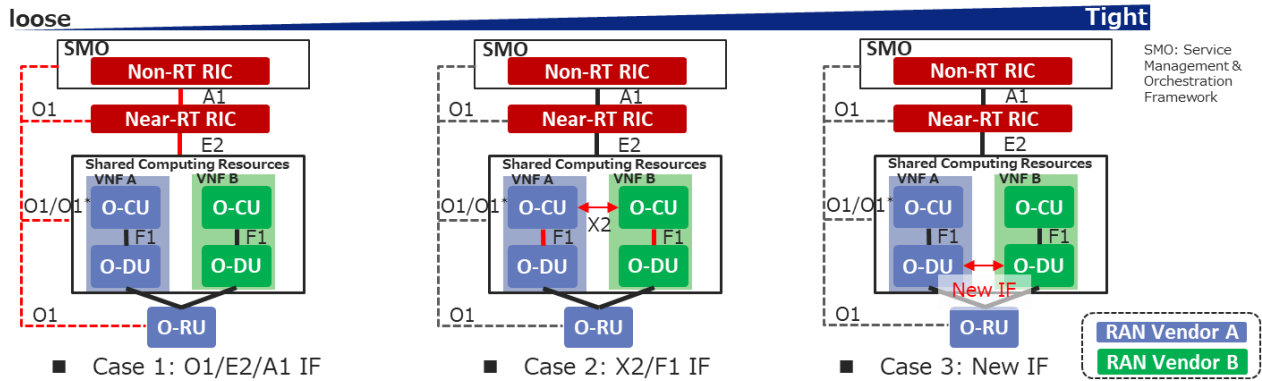 loose
Tight
SMO
Non-RT RIC
A1
O1
Near-RT RIC
E2
Shared Computing Resources
VNF A
VNF B
O1/O1*
O-CU
O-CU
F1
F1
O-DU
O-DU
O1
O-RU
■ Case 1: O1/E2/A1 IF
SMO
Non-RT RIC
A1
O1
Near-RT RIC
E2
Shared Computing Resources
VNF A
VNF B
O1/O1*
O-CU
O-CU
X2
F1
F1
O-DU
O-DU
O1
O-RU
■ Case 2: X2/F1 IF
SMO
Non-RT RIC
A1
O1
Near-RT RIC
E2
Shared Computing Resources
VNF A
VNF B
O1/O1*
O-CU
O-CU
F1
F1
O-DU
O-DU
New IF
O1
O-RU
■ Case 3: New IF
SMO: Service
Management &
Orchestration
Framework
RAN Vendor A
RAN Vendor B